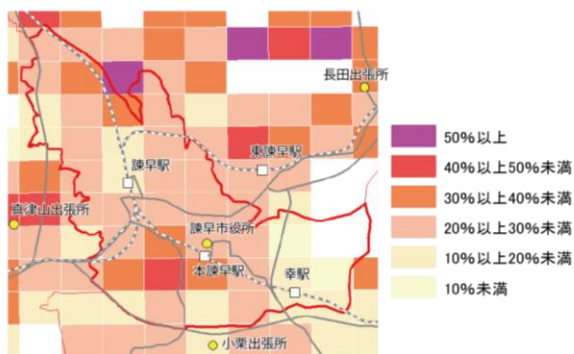 長田出張所
東諫早駅
諫早駅
真津山出張所
諫早市役所
本諫早駅
幸駅
小栗出張所
50%以上
40%以上50%未満
30%以上40%未満
20%以上30%未満
10%以上20%未満
10%未満